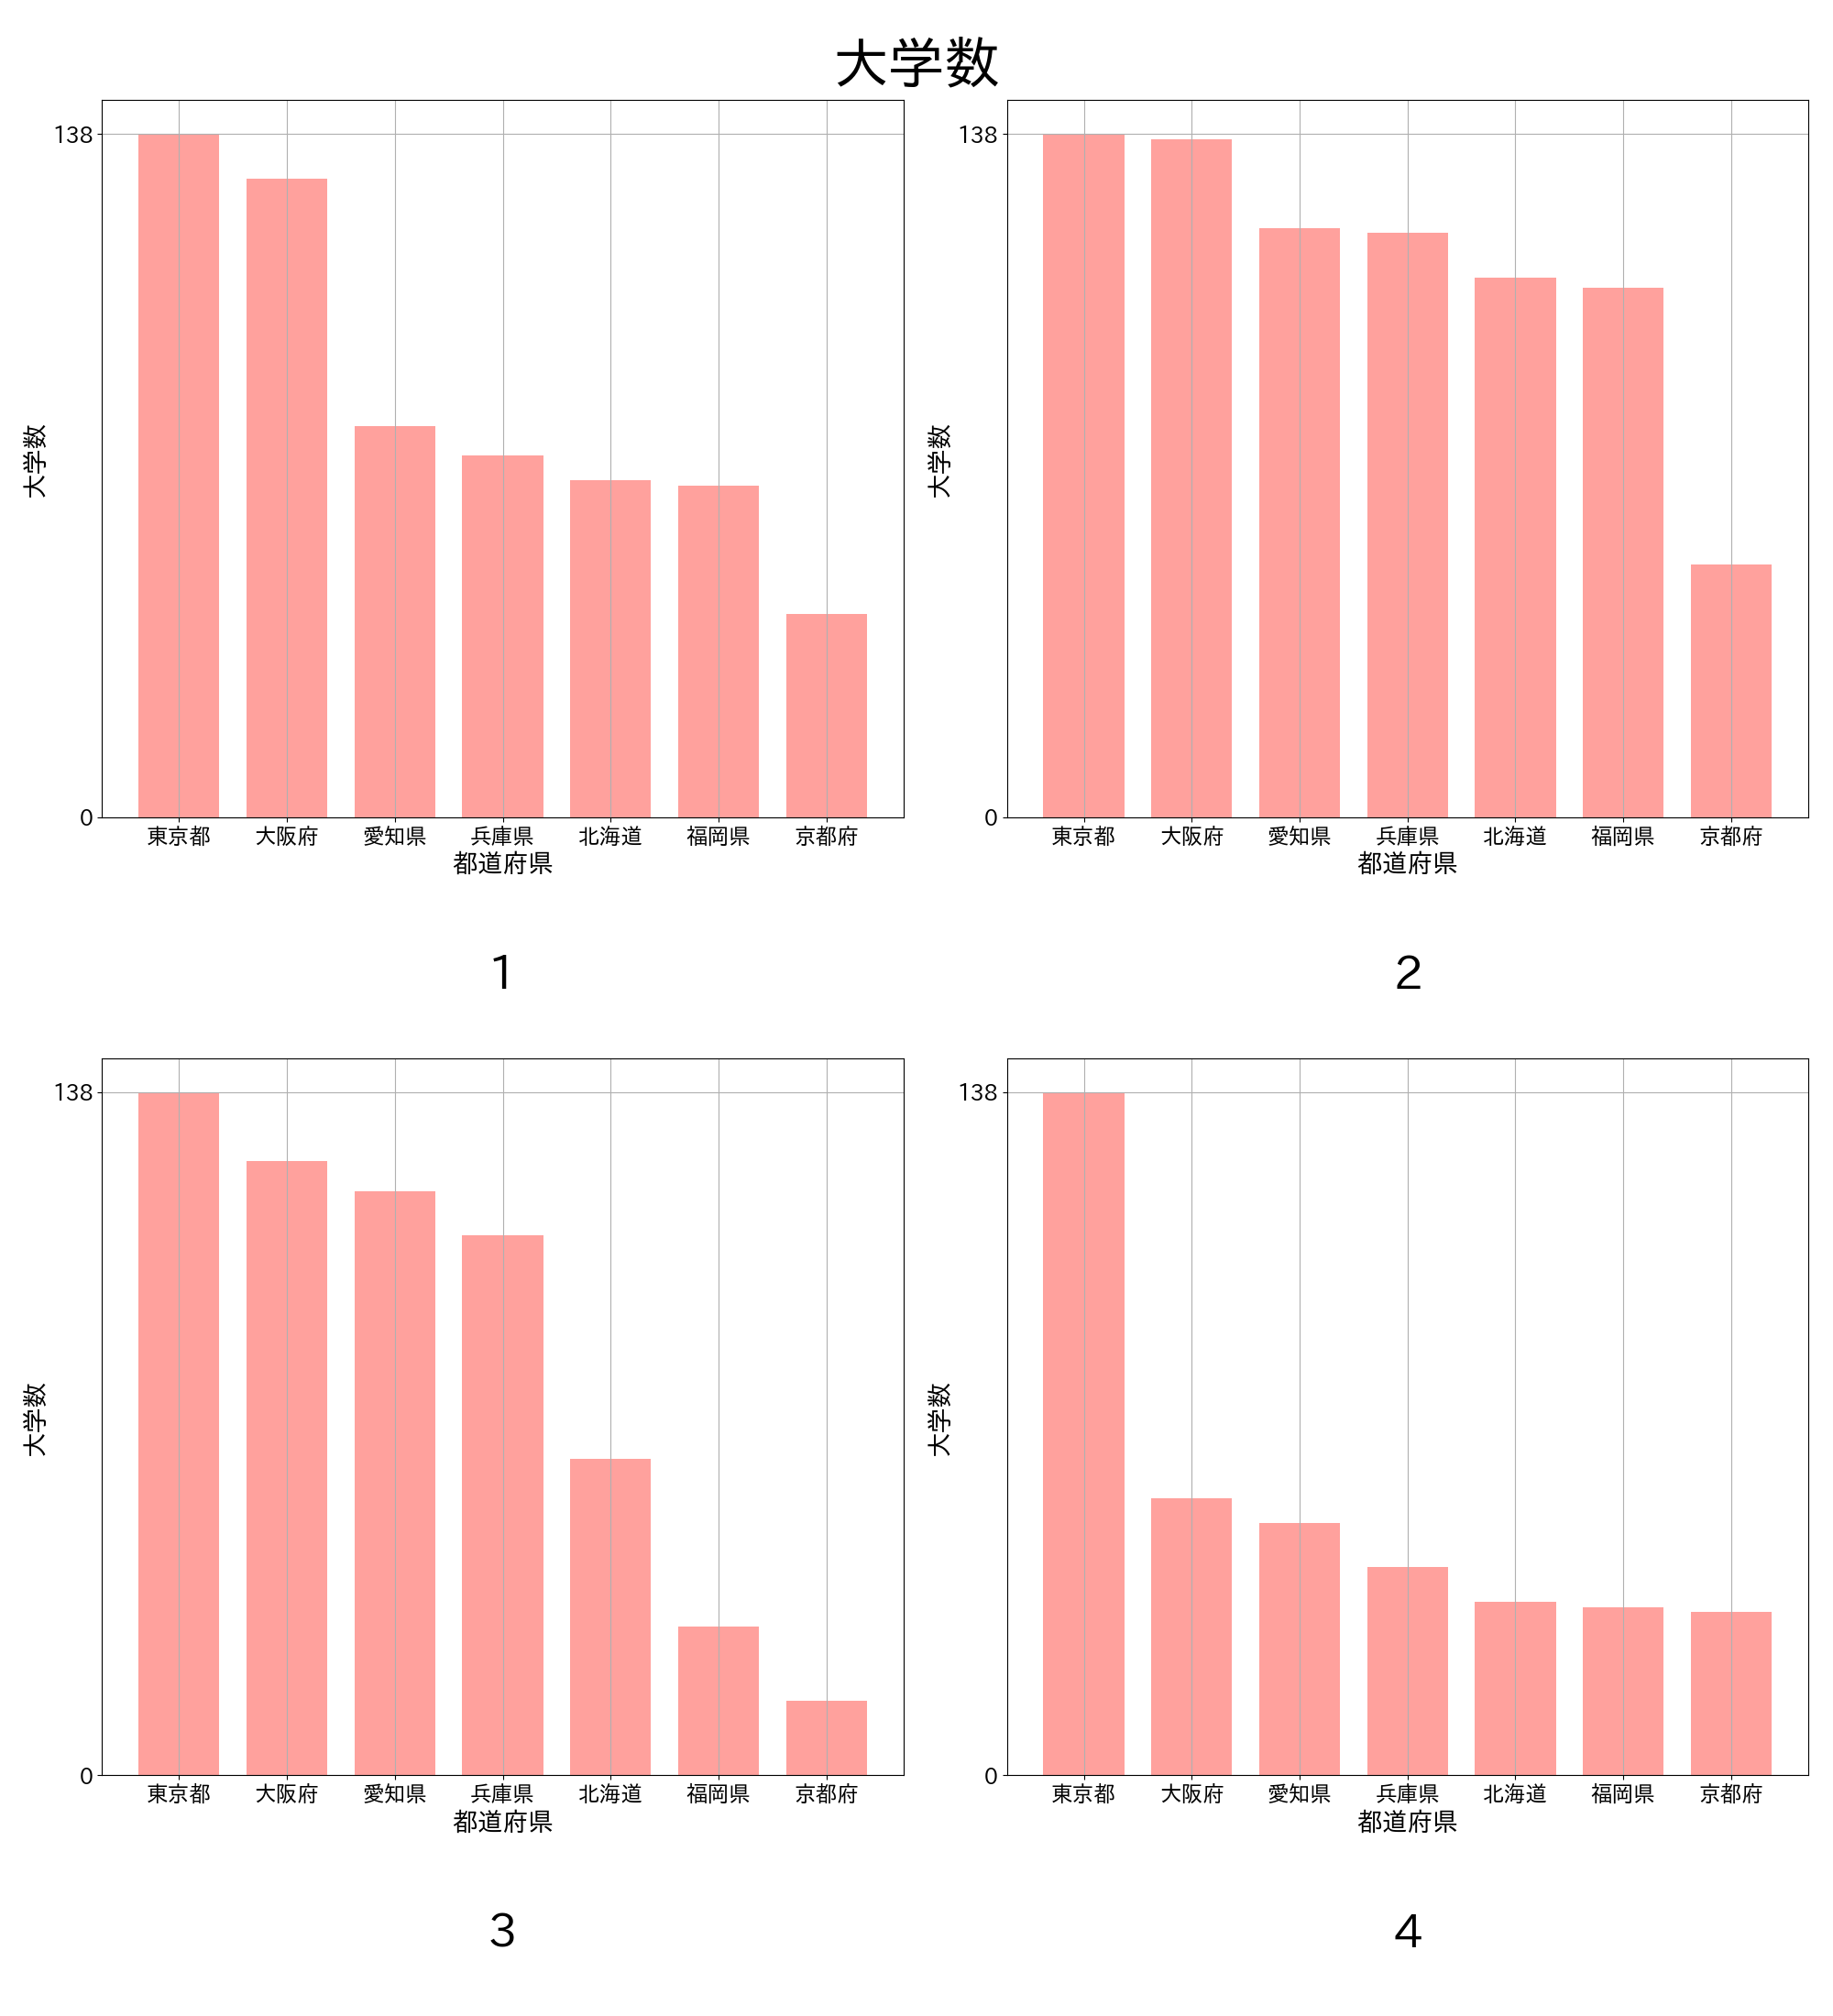 大学数
138
0
大学数
東京都 大阪府 愛知県 兵庫県 北海道 福岡県 京都府
都道府県
1
138
0
大学数
東京都 大阪府 愛知県 兵庫県 北海道 福岡県 京都府
都道府県
2
138
0
大学数
東京都 大阪府 愛知県 兵庫県 北海道 福岡県 京都府
都道府県
3
138
0
大学数
東京都 大阪府 愛知県 兵庫県 北海道 福岡県 京都府
都道府県
4